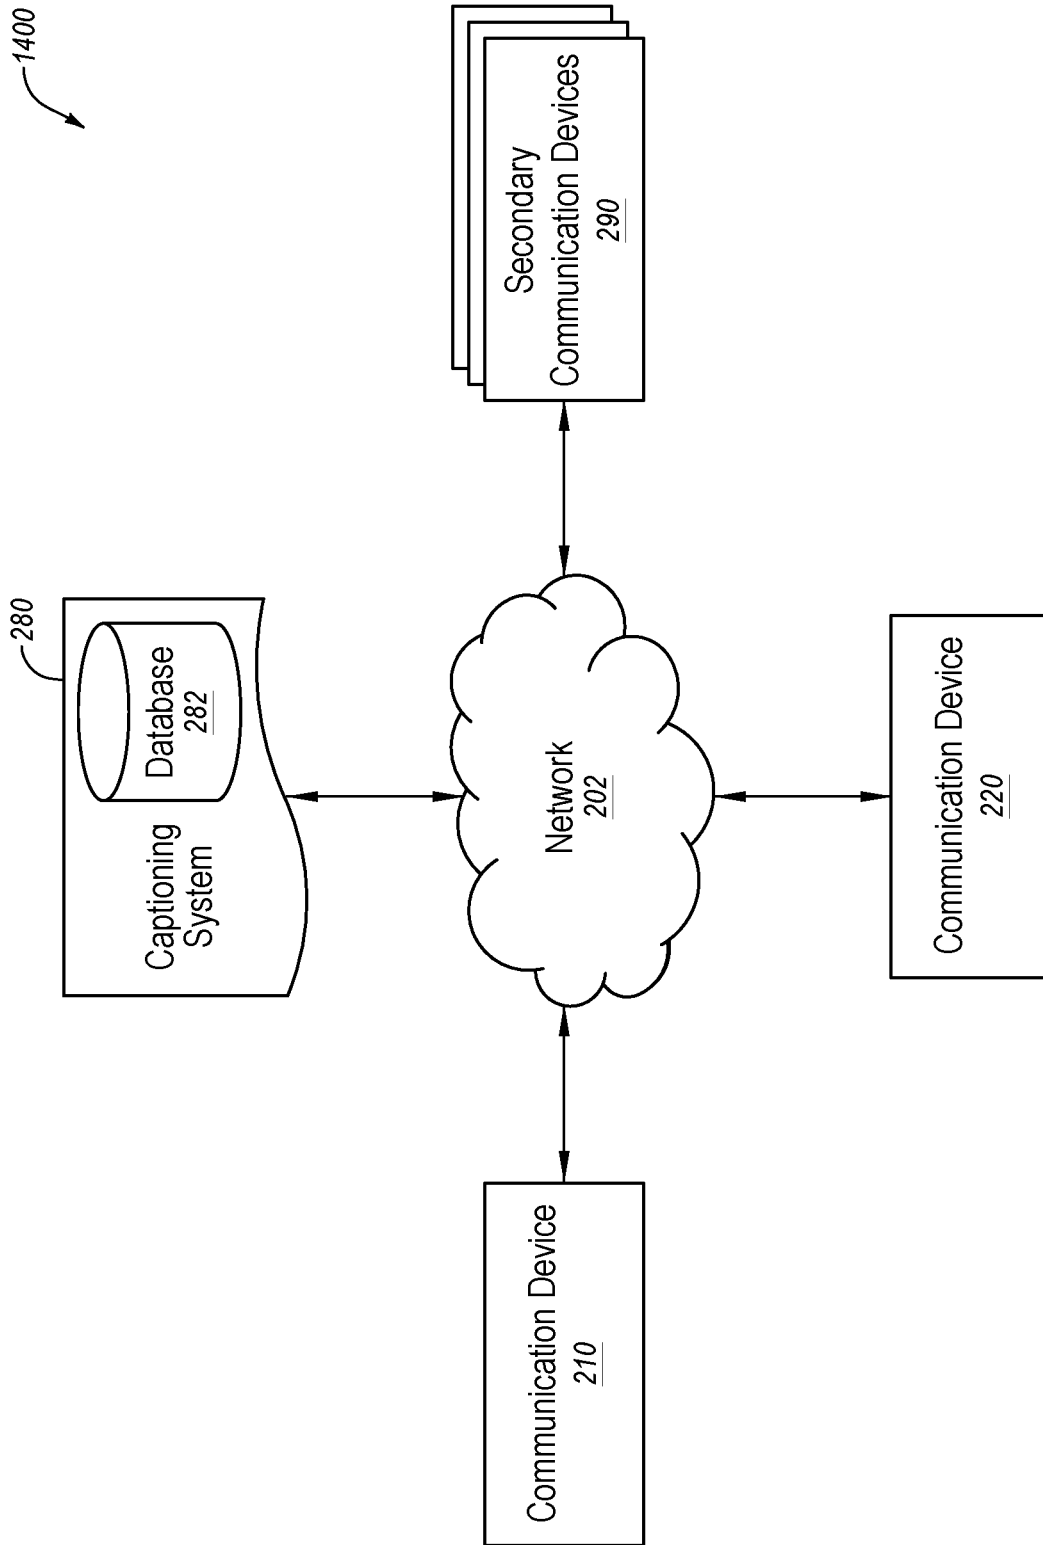 1400
280
Captioning
System
Database
282
Secondary
Communication Devices
290
Network
202
Communication Device
210
Communication Device
220